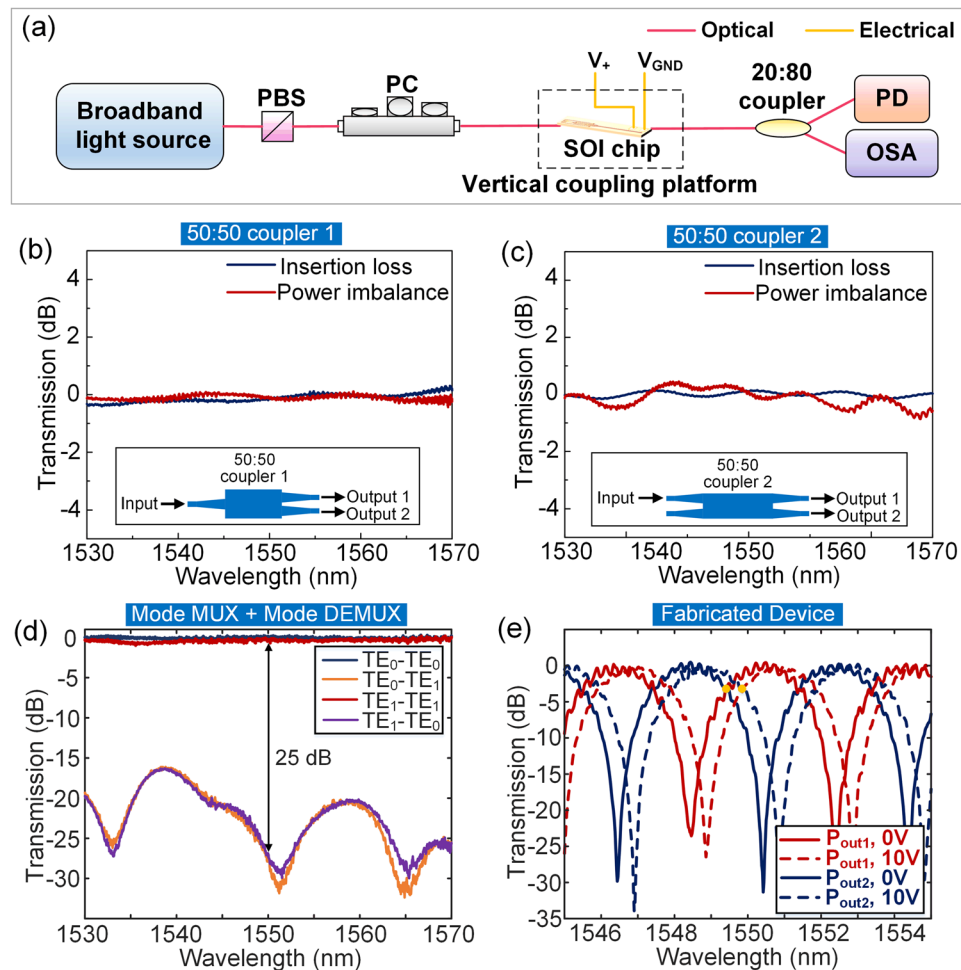 (a)
Optical
Electrical
V+
VGND
20:80
coupler
Broadband
light source
PBS
PC
SOI chip
Vertical coupling platform
PD
OSA
(b)
50:50 coupler 1
Insertion loss
Power imbalance
4
2
0
-2
-4
Transmission (dB)
50:50
coupler 1
Input
Output 1
Output 2
1530 1540 1550 1560 1570
Wavelength (nm)
(c)
50:50 coupler 2
Insertion loss
Power imbalance
4
2
0
-2
-4
Transmission (dB)
50:50
coupler 2
Input
Output 1
Output 2
1530 1540 1550 1560 1570
Wavelength (nm)
(d)
Mode MUX + Mode DEMUX
0
-5
-10
-15
-20
-25
-30
Transmission (dB)
TE0-TE0
TE0-TE1
TE1-TE1
TE1-TE0
25 dB
1530 1540 1550 1560 1570
Wavelength (nm)
(e)
Fabricated Device
5
0
-5
-10
-15
-20
-25
-30
-35
Transmission (dB)
Pout1, 0V
Pout1, 10V
Pout2, 0V
Pout2, 10V
1546 1548 1550 1552 1554
Wavelength (nm)